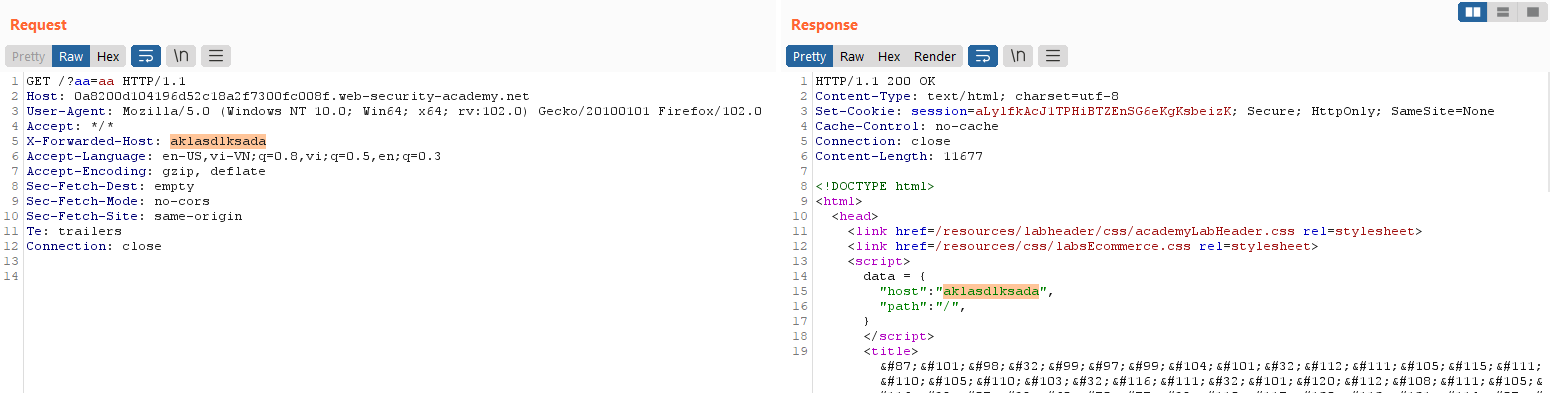 Request
Pretty Raw Hex \n
1 GET /?aa=aa HTTP/1.1
2 Host: 0a8200d104196d52c18a2f7300fc008f.web-security-academy.net
3 User-Agent: Mozilla/5.0 (Windows NT 10.0; Win64; x64; rv:102.0) Gecko/20100101 Firefox/102.0
4 Accept: */*
5 X-Forwarded-Host: aklasdlksada
6 Accept-Language: en-US,vi-VN;q=0.8,vi;q=0.5,en;q=0.3
7 Accept-Encoding: gzip, deflate
8 Sec-Fetch-Dest: empty
9 Sec-Fetch-Mode: no-cors
10 Sec-Fetch-Site: same-origin
11 Te: trailers
12 Connection: close
13
14
Response
Pretty Raw Hex Render \n
1 HTTP/1.1 200 OK
2 Content-Type: text/html; charset=utf-8
3 Set-Cookie: session=aLylfkAcJ1TPHiBTZEnSG6eKgKsbeizK; Secure; HttpOnly; SameSite=None
4 Cache-Control: no-cache
5 Connection: close
6 Content-Length: 11677
7
8 <!DOCTYPE html>
9 <html>
10 <head>
11 <link href=/resources/labheader/css/academyLabHeader.css rel=stylesheet>
12 <link href=/resources/css/labsEcommerce.css rel=stylesheet>
13 <script>
14 data = {
15 "host":"aklasdlksada",
16 "path":"/",
17 }
18 </script>
19 <title>
&#87;&#101;&#98;&#32;&#99;&#97;&#99;&#104;&#101;&#32;&#112;&#111;&#105;&#115;&#111;
&#110;&#105;&#110;&#103;&#32;&#116;&#111;&#32;&#101;&#120;&#112;&#108;&#111;&#105;&